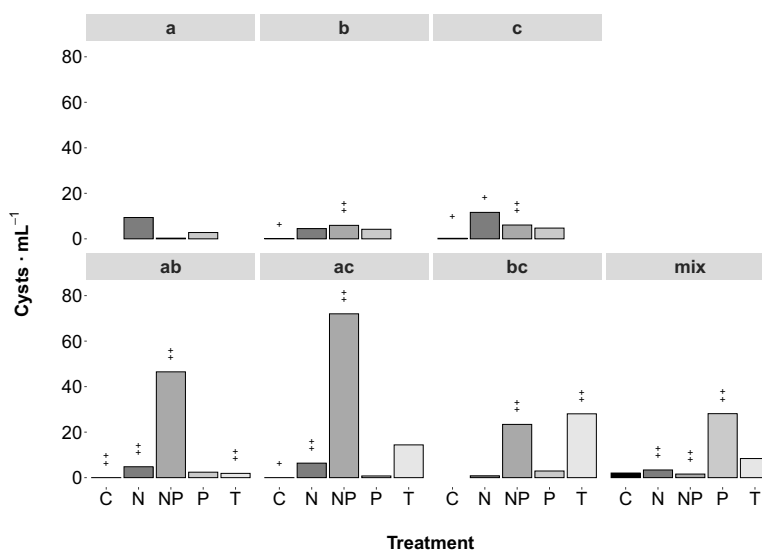 a b c
80
60
40
20
0
+ + + + + + +
ab ac bc mix
80
60
40
20
0
+ + + + + + + + + + + + + + + + + + + + +
C N NP P T C N NP P T C N NP P T C N NP P T
Cysts · mL⁻¹
Treatment